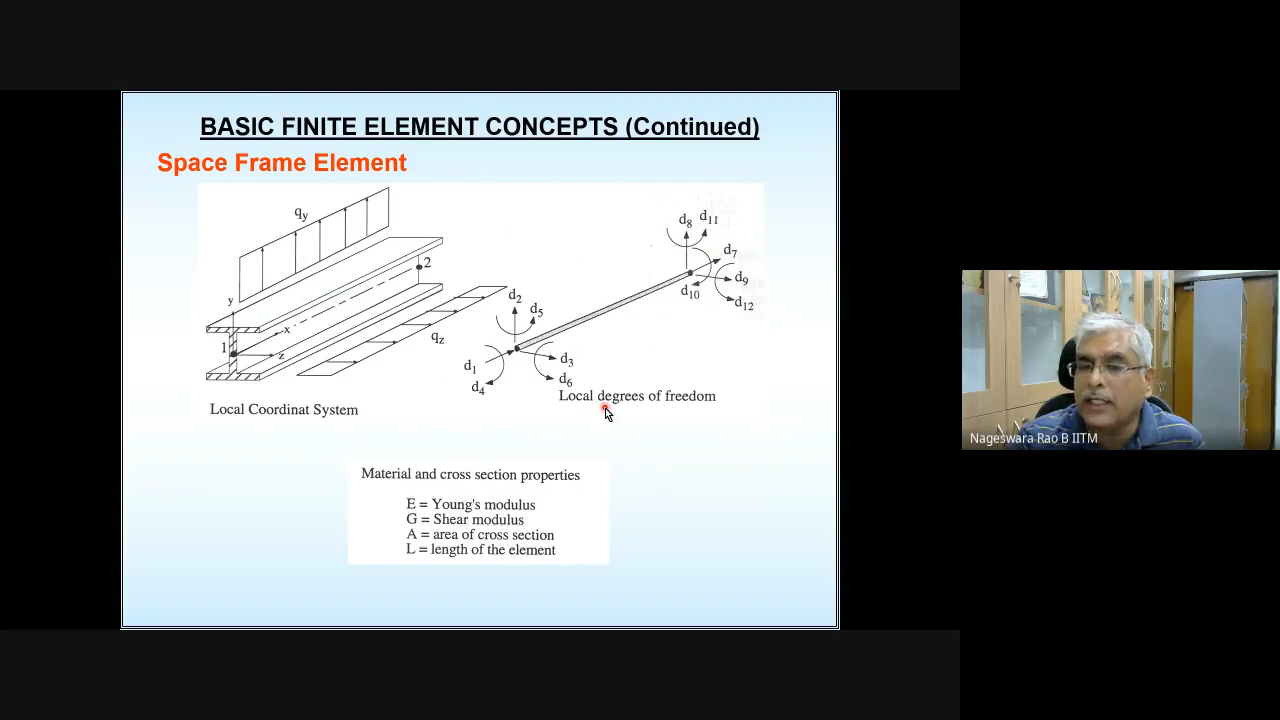 BASIC FINITE ELEMENT CONCEPTS (Continued)
Space Frame Element
qy
y
1
x
z
2
qz
Local Coordinat System
d8 d11
d7
d9
d10
d12
d2
d5
d1
d3
d4
d6
Local degrees of freedom
Material and cross section properties
E = Young's modulus
G = Shear modulus
A = area of cross section
L = length of the element
Nageswara Rao B IITM